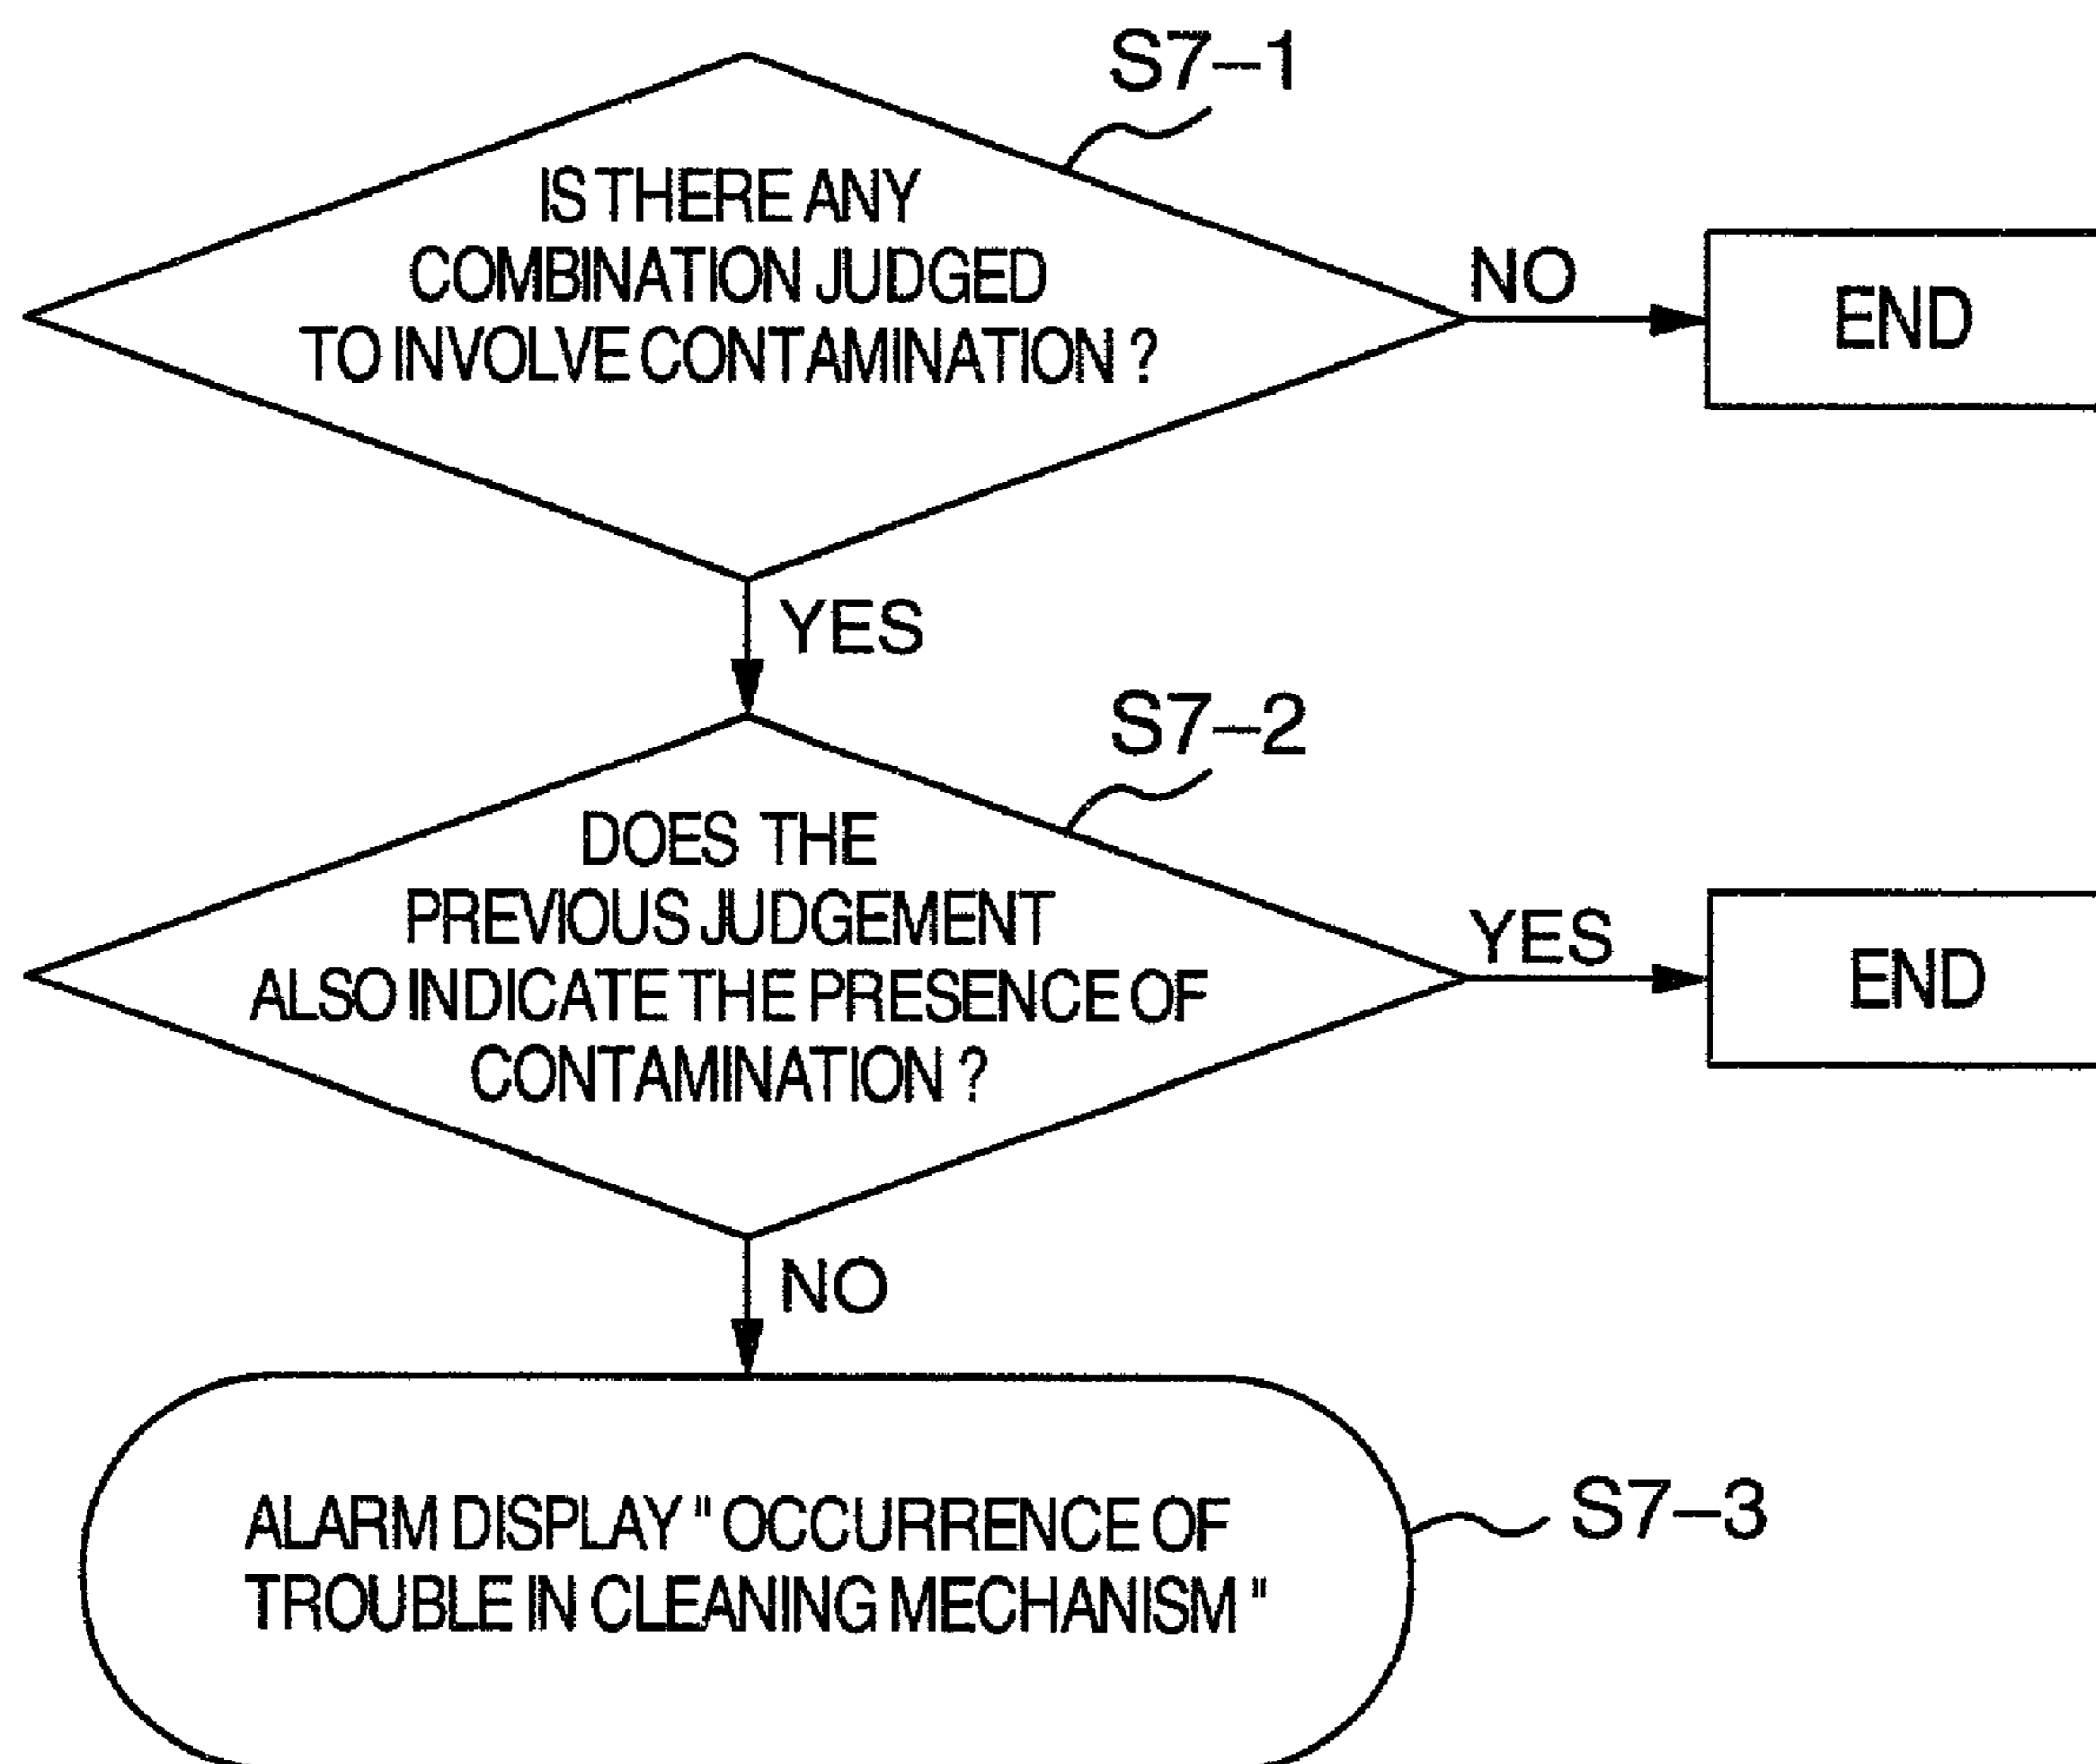 S7-1
IS THERE ANY
COMBINATION JUDGED
TO INVOLVE CONTAMINATION ?
NO
END
YES
S7-2
DOES THE
PREVIOUS JUDGEMENT
ALSO INDICATE THE PRESENCE OF
CONTAMINATION ?
YES
END
NO
ALARM DISPLAY " OCCURRENCE OF
TROUBLE IN CLEANING MECHANISM "
S7-3